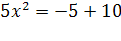 5x² = −5 + 10